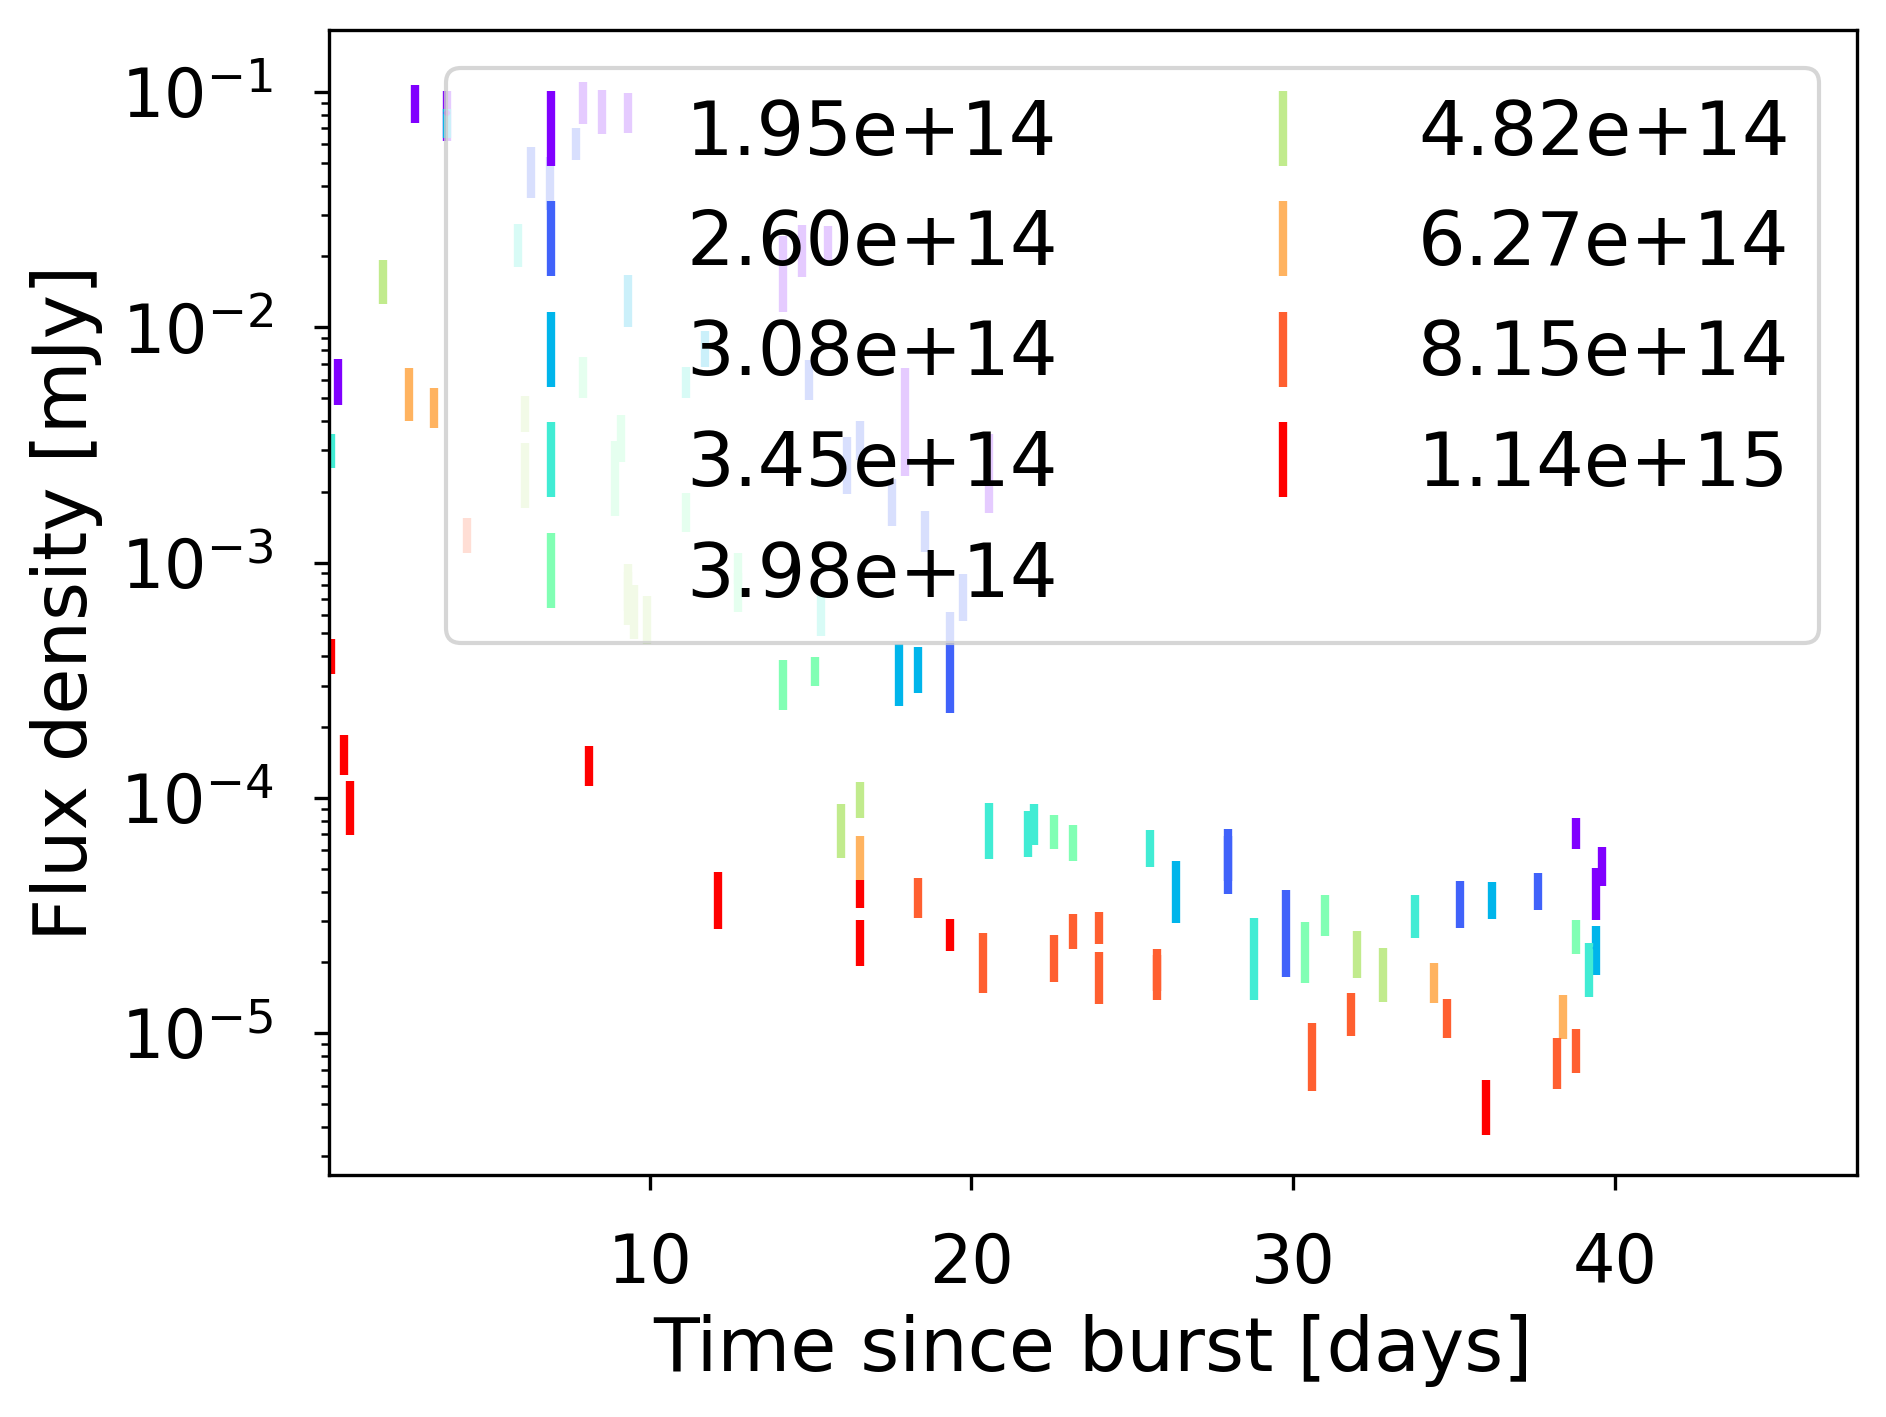 Flux density [mJy]
10⁻¹
10⁻²
10⁻³
10⁻⁴
10⁻⁵
1.95e+14
2.60e+14
3.08e+14
3.45e+14
3.98e+14
4.82e+14
6.27e+14
8.15e+14
1.14e+15
10 20 30 40
Time since burst [days]